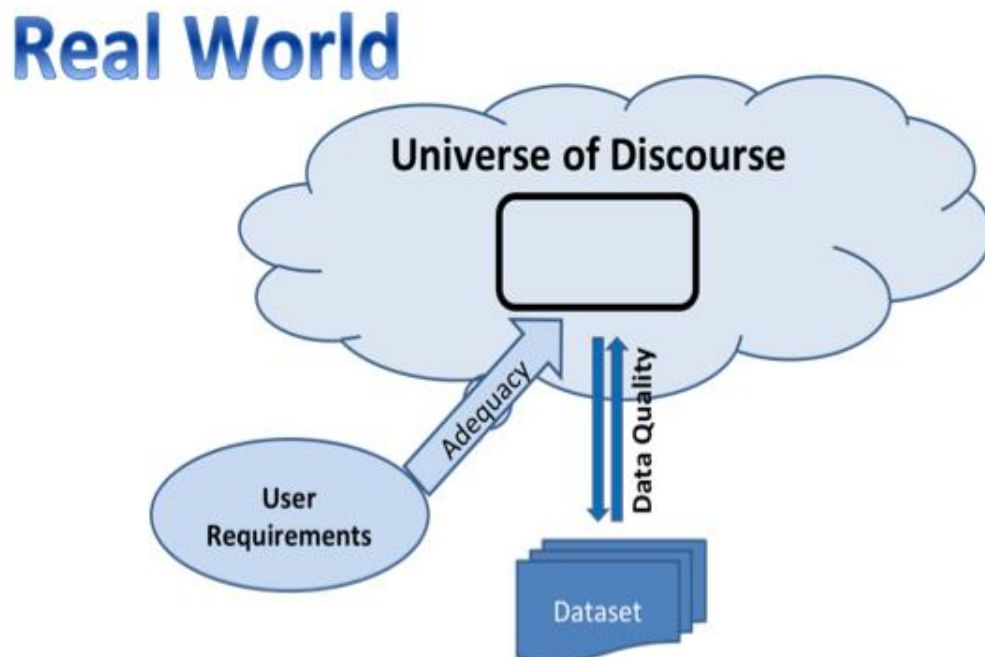 Real World
Universe of Discourse
Adequacy
Data Quality
User
Requirements
Dataset